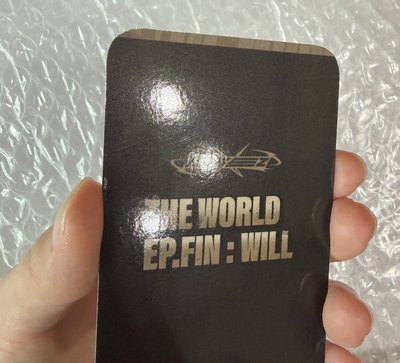 THE WORLD
EP.FIN : WILL